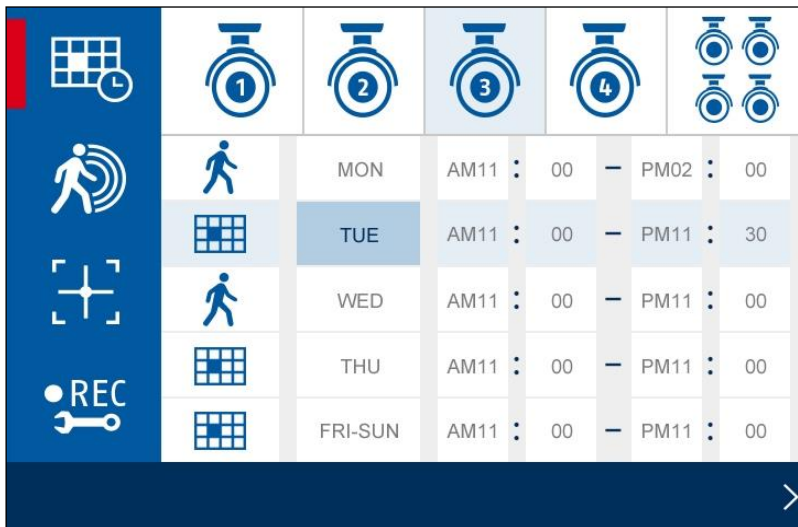 1 2 3 4
MON AM11 : 00 – PM02 : 00
TUE AM11 : 00 – PM11 : 30
WED AM11 : 00 – PM11 : 00
THU AM11 : 00 – PM11 : 00
REC
FRI-SUN AM11 : 00 – PM11 : 00